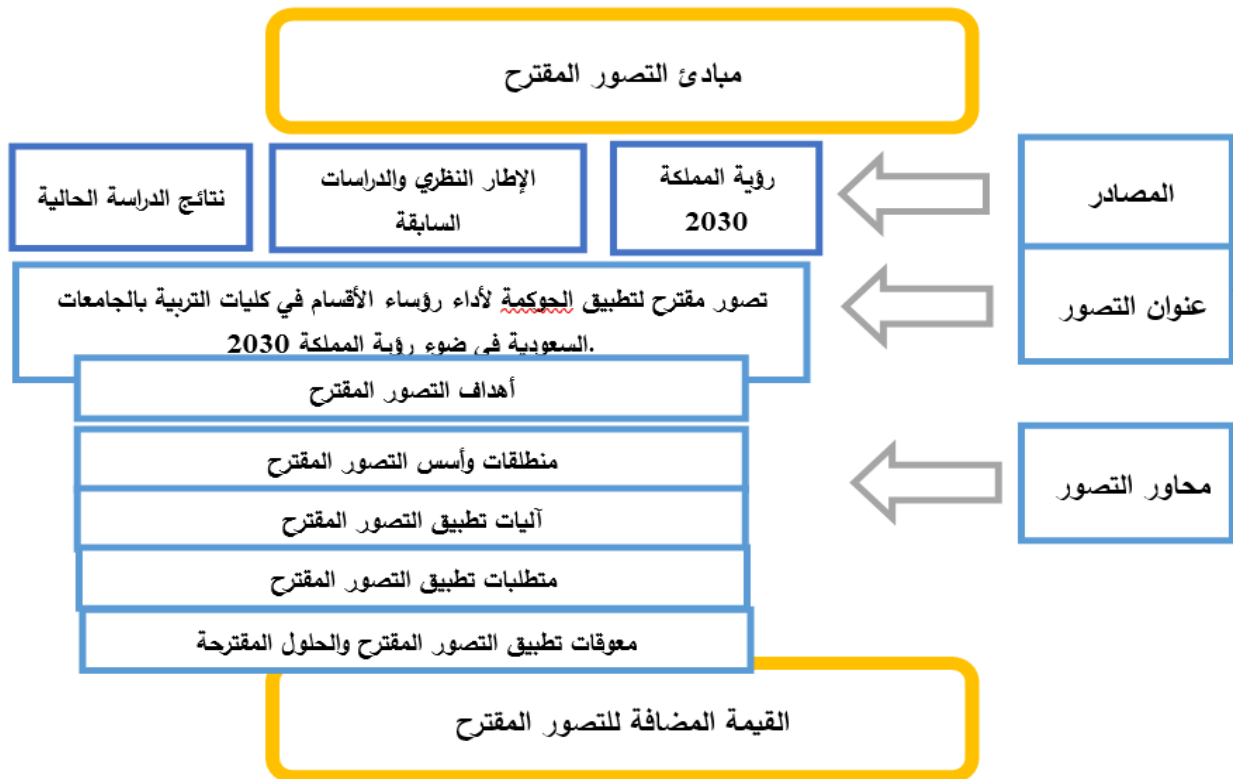 مبادئ التصور المقترح
المصادر
رؤية المملكة
2030
الإطار النظري والدراسات
السابقة
نتائج الدراسة الحالية
عنوان التصور
تصور مقترح لتطبيق الحوكمة لأداء رؤساء الأقسام في كليات التربية بالجامعات
السعودية في ضوء رؤية المملكة 2030.
محاور التصور
أهداف التصور المقترح
منطلقات وأسس التصور المقترح
آليات تطبيق التصور المقترح
متطلبات تطبيق التصور المقترح
معوقات تطبيق التصور المقترح والحلول المقترحة
القيمة المضافة للتصور المقترح